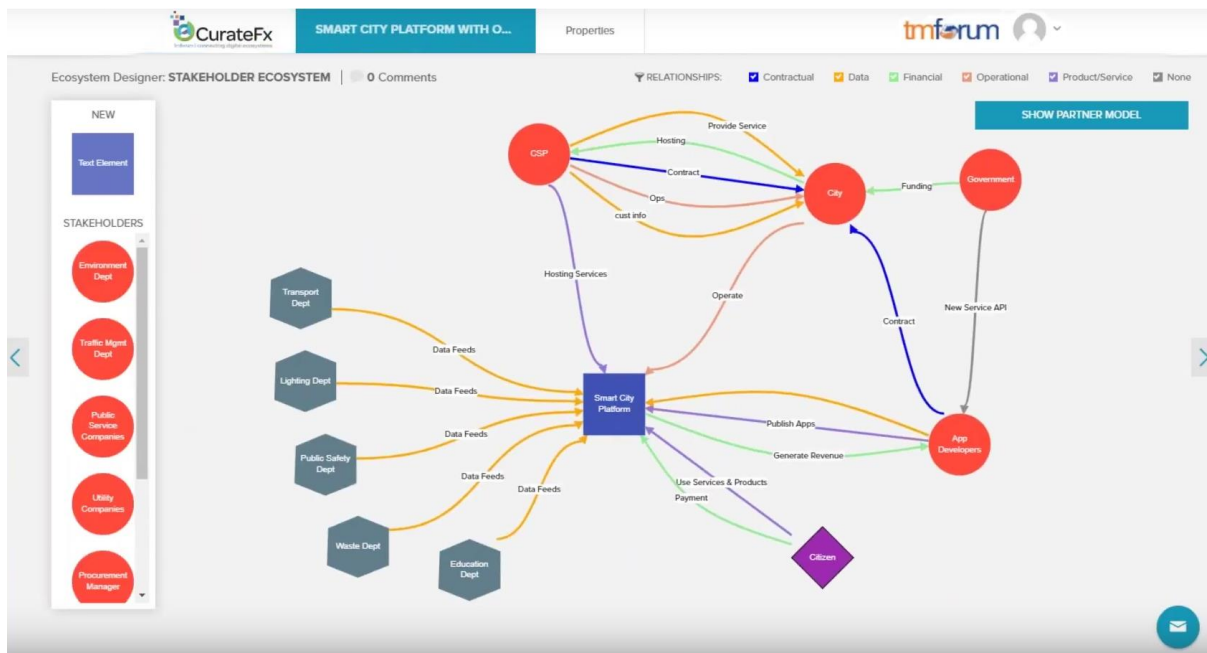 CurateFx
SMART CITY PLATFORM WITH O...
Properties
tmforum
Ecosystem Designer: STAKEHOLDER ECOSYSTEM
0 Comments
RELATIONSHIPS:
Contractual
Data
Financial
Operational
Product/Service
None
NEW
Text Element
STAKEHOLDERS
Environment
Dept
Traffic Mgmt
Dept
Public
Service
Companies
Utility
Companies
Procurement
Manager
SHOW PARTNER MODEL
CSP
Provide Service
Hosting
Contract
Ops
cust info
City
Funding
Government
Hosting Services
Operate
New Service API
Contract
Transport
Dept
Data Feeds
Lighting Dept
Data Feeds
Public Safety
Dept
Data Feeds
Waste Dept
Data Feeds
Education
Dept
Data Feeds
Smart City
Platform
Publish Apps
Generate Revenue
App
Developers
Use Services & Products
Payment
Citizen